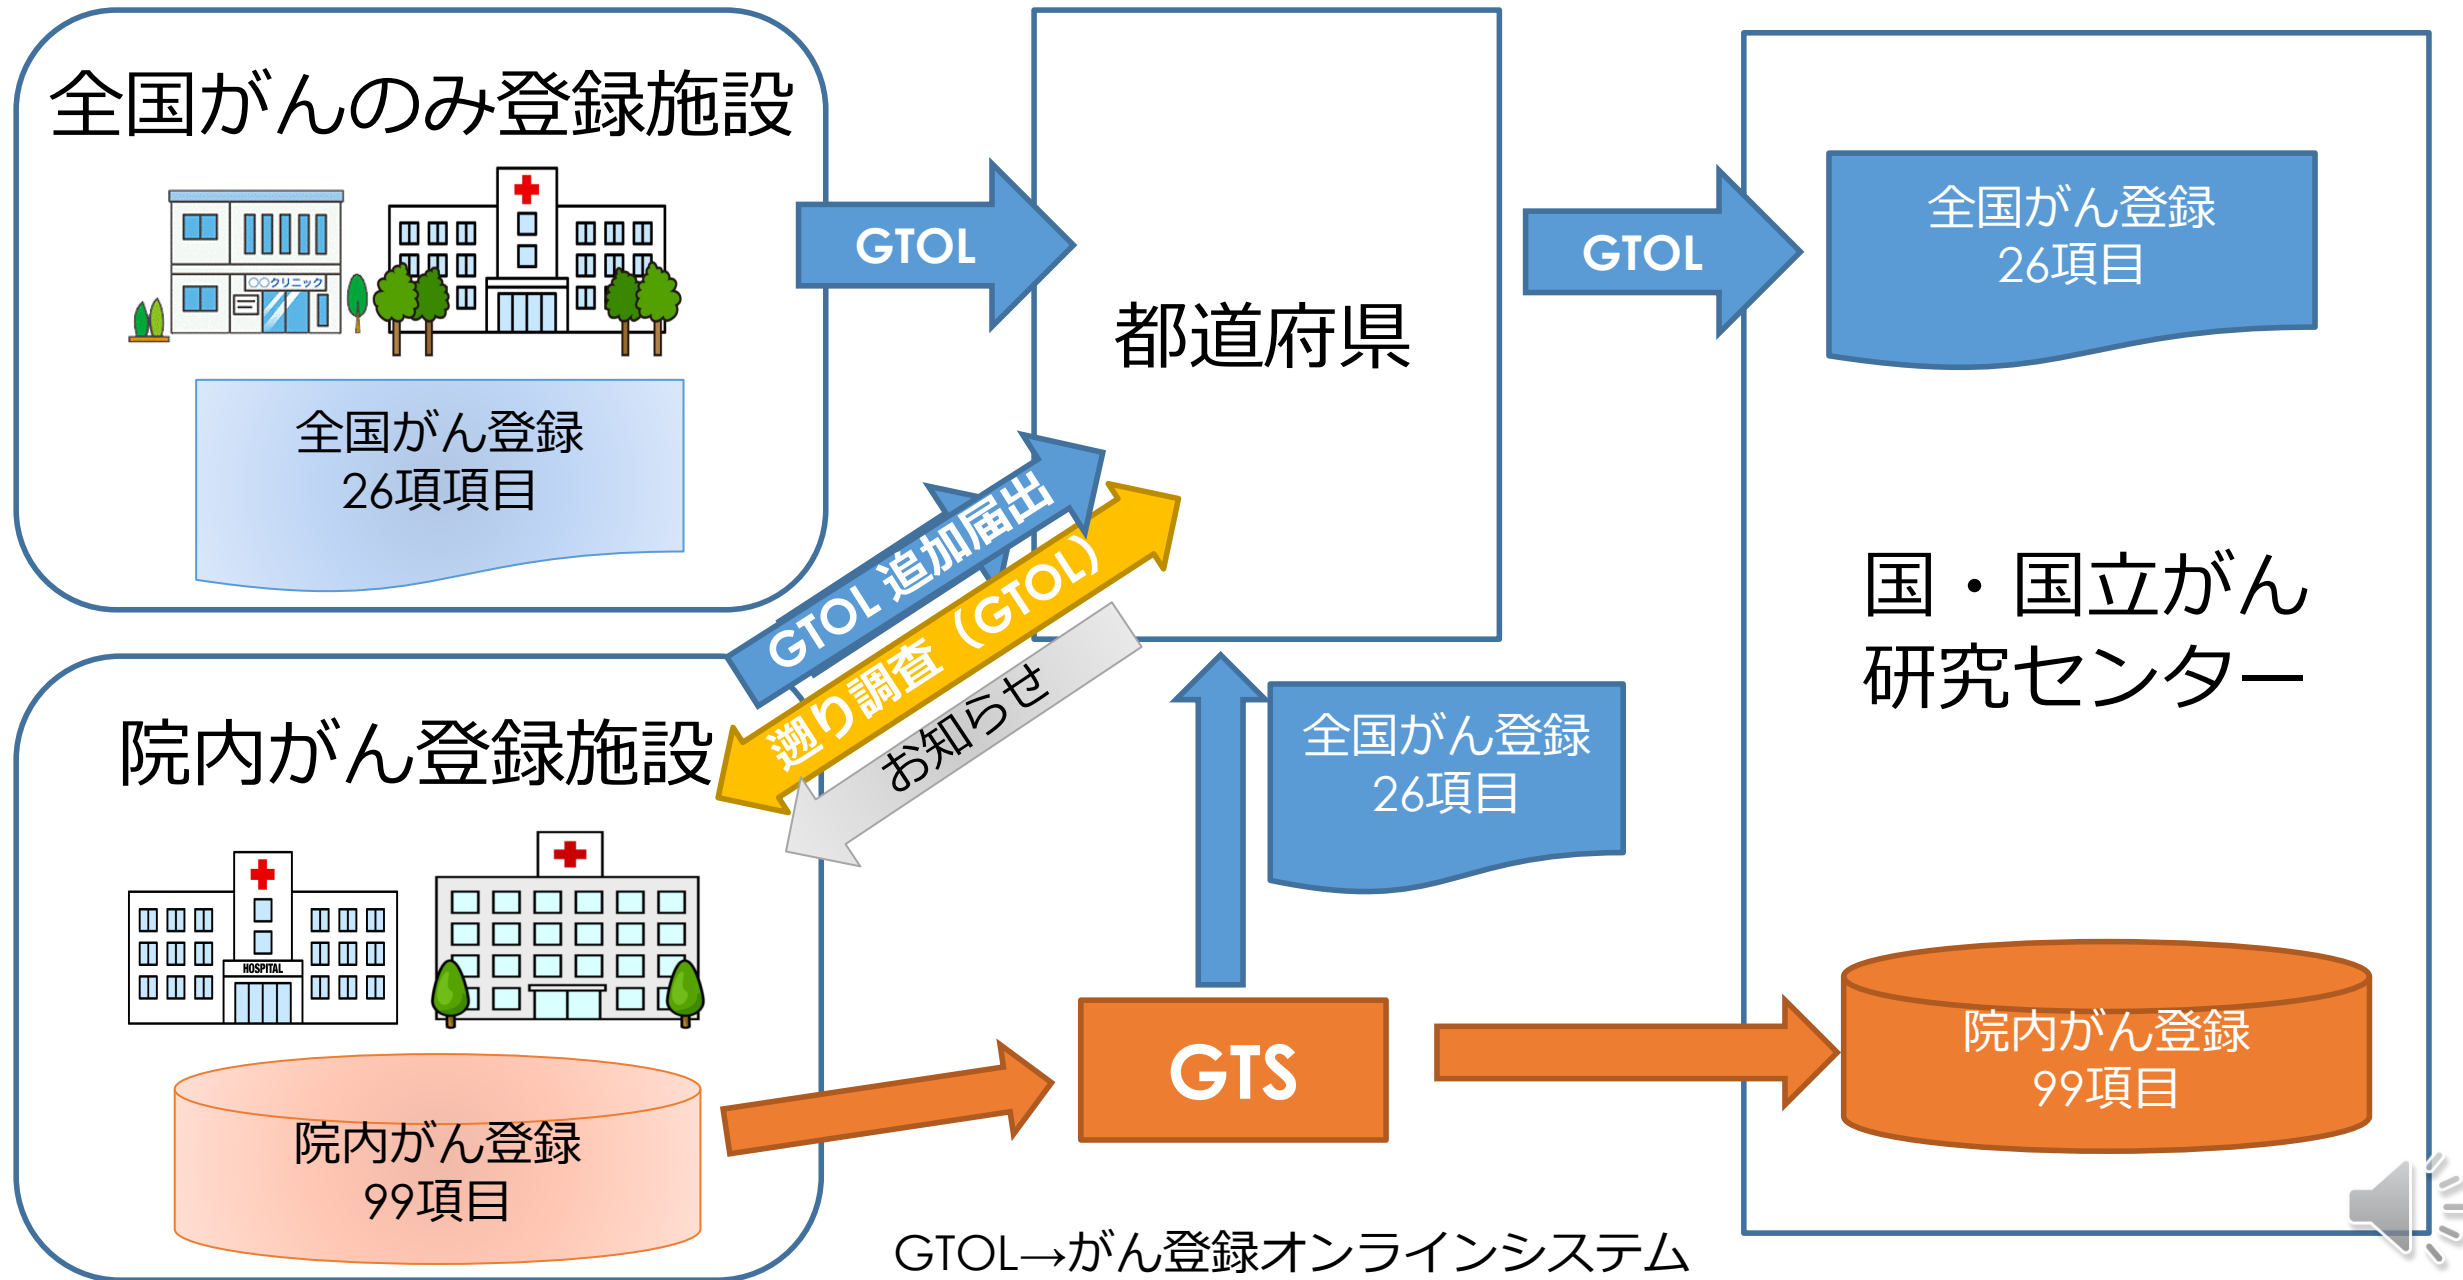 全国がんのみ登録施設
○○クリニック
全国がん登録
26項項目
GTOL
都道府県
GTOL
全国がん登録
26項目
GTOL 追加届出
遡り調査（GTOL）
お知らせ
国・国立がん
研究センター
院内がん登録施設
HOSPITAL
院内がん登録
99項目
全国がん登録
26項目
GTS
院内がん登録
99項目
GTOL→がん登録オンラインシステム